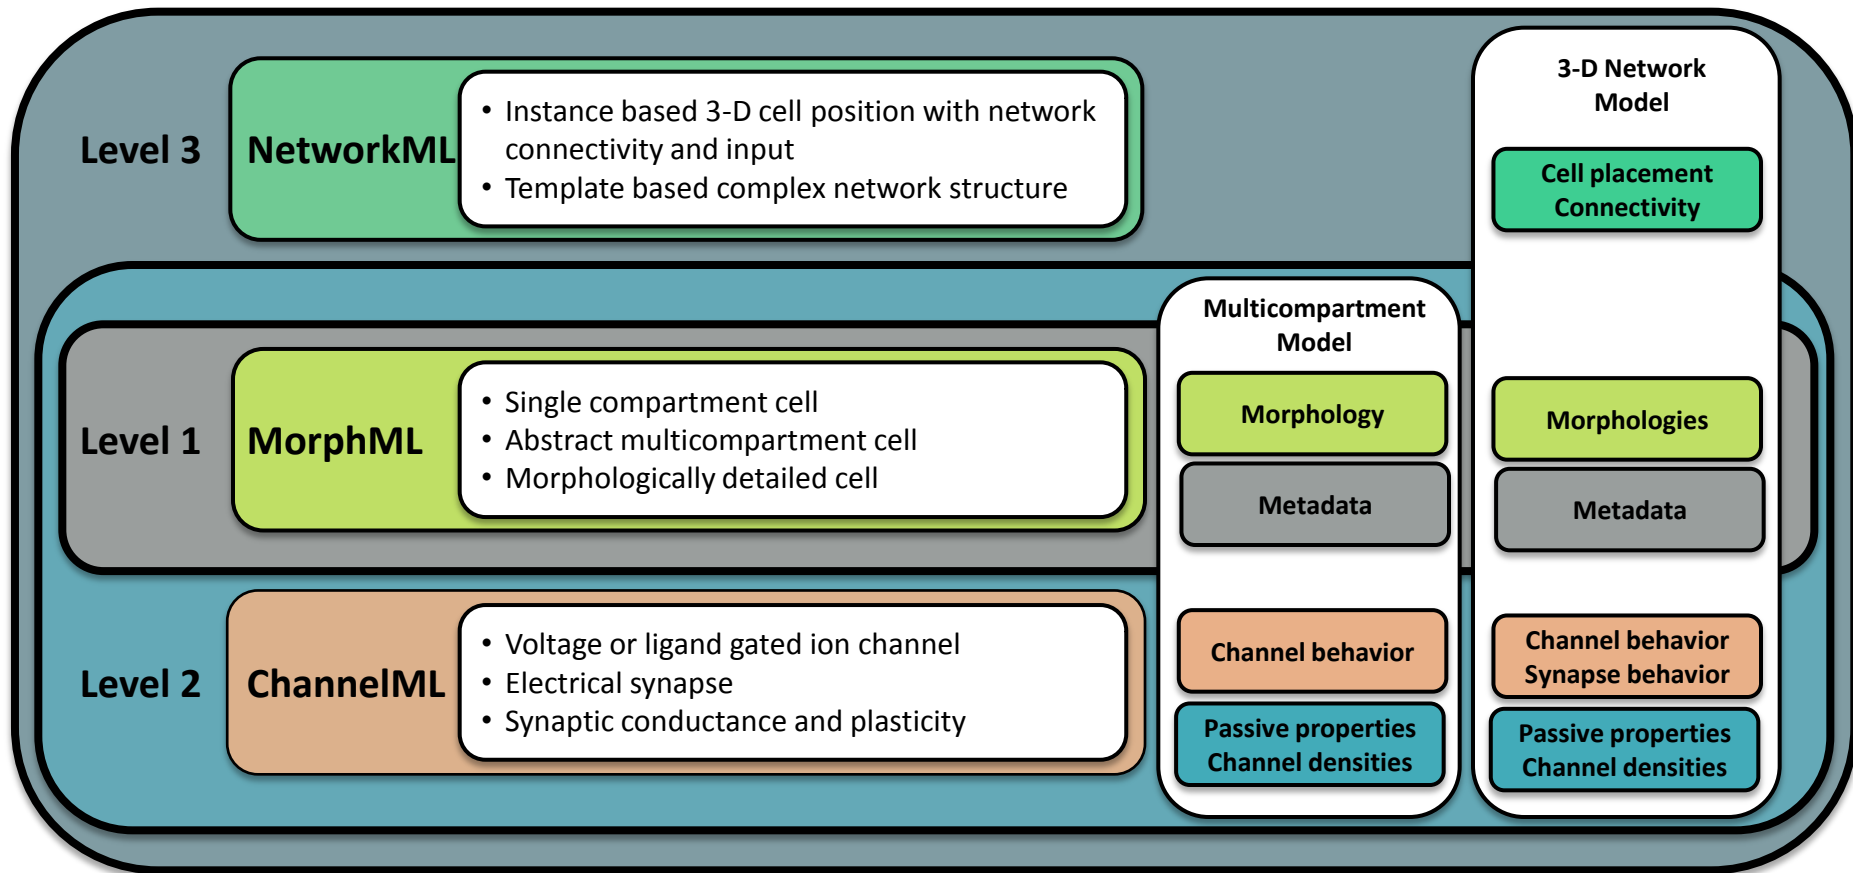 Level 3
NetworkML
• Instance based 3-D cell position with network
connectivity and input
• Template based complex network structure
Level 1
MorphML
• Single compartment cell
• Abstract multicompartment cell
• Morphologically detailed cell
Level 2
ChannelML
• Voltage or ligand gated ion channel
• Electrical synapse
• Synaptic conductance and plasticity
Multicompartment
Model
Morphology
Metadata
Channel behavior
Passive properties
Channel densities
3-D Network
Model
Cell placement
Connectivity
Morphologies
Metadata
Channel behavior
Synapse behavior
Passive properties
Channel densities